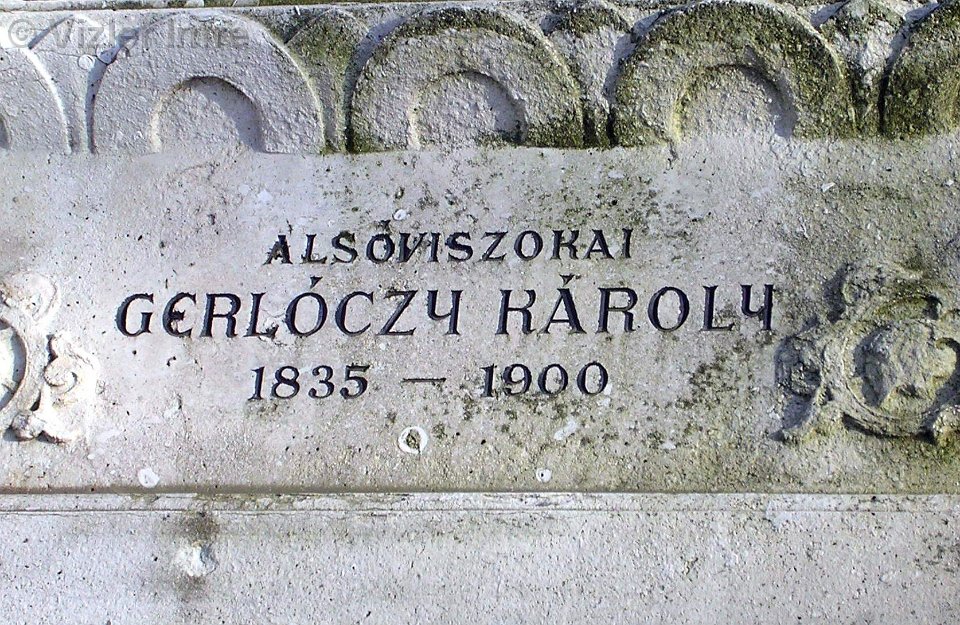 © Vizler Imre
ALSÓVISZOKAI
GERLÓCZY KÁROLY
1835 — 1900